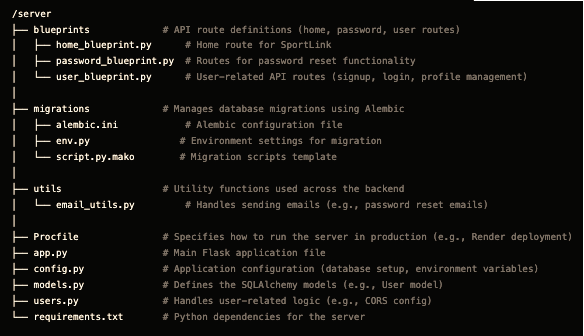 /server
├── blueprints             # API route definitions (home, password, user routes)
│   ├── home_blueprint.py      # Home route for SportLink
│   ├── password_blueprint.py  # Routes for password reset functionality
│   └── user_blueprint.py      # User-related API routes (signup, login, profile management)
│
├── migrations             # Manages database migrations using Alembic
│   ├── alembic.ini            # Alembic configuration file
│   ├── env.py                # Environment settings for migration
│   └── script.py.mako        # Migration scripts template
│
├── utils                  # Utility functions used across the backend
│   └── email_utils.py         # Handles sending emails (e.g., password reset emails)
│
├── Procfile               # Specifies how to run the server in production (e.g., Render deployment)
├── app.py                 # Main Flask application file
├── config.py              # Application configuration (database setup, environment variables)
├── models.py              # Defines the SQLAlchemy models (e.g., User model)
├── users.py               # Handles user-related logic (e.g., CORS config)
└── requirements.txt       # Python dependencies for the server